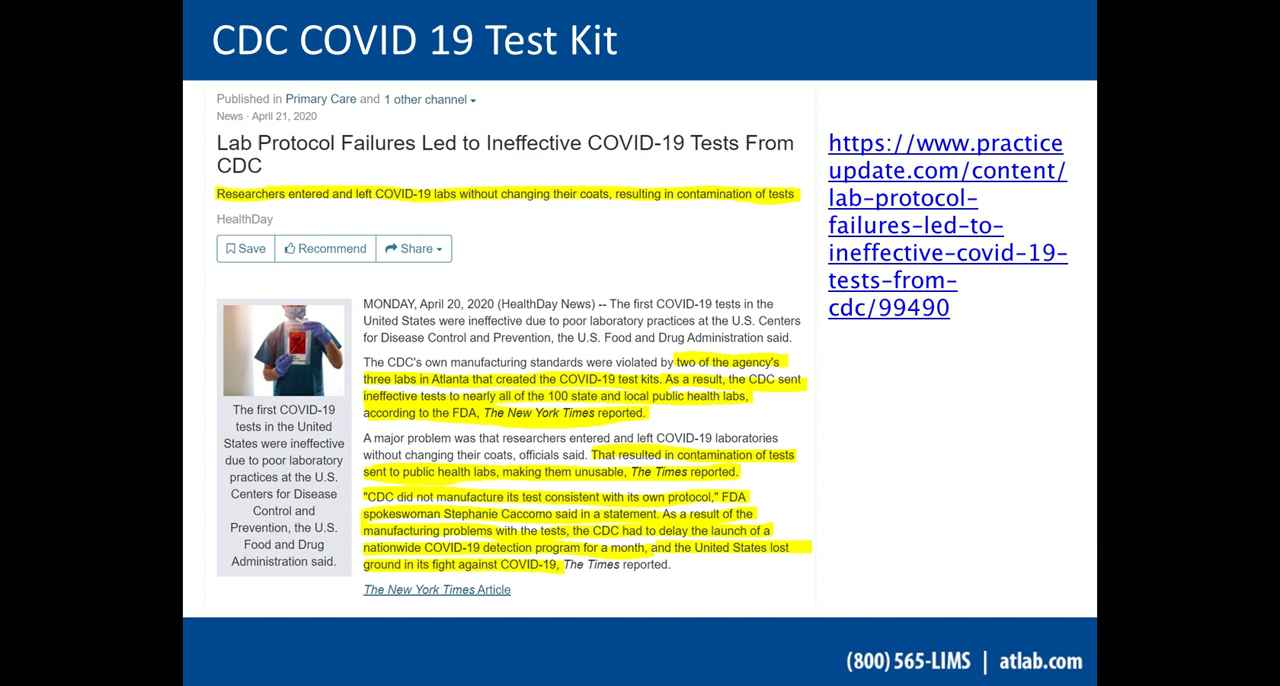 CDC COVID 19 Test Kit
Published in Primary Care and 1 other channel
News · April 21, 2020
Lab Protocol Failures Led to Ineffective COVID-19 Tests From
CDC
Researchers entered and left COVID-19 labs without changing their coats, resulting in contamination of tests
HealthDay
Save Recommend Share
The first COVID-19
tests in the United
States were ineffective
due to poor laboratory
practices at the U.S.
Centers for Disease
Control and
Prevention, the U.S.
Food and Drug
Administration said.
MONDAY, April 20, 2020 (HealthDay News) -- The first COVID-19 tests in the
United States were ineffective due to poor laboratory practices at the U.S. Centers
for Disease Control and Prevention, the U.S. Food and Drug Administration said.
The CDC's own manufacturing standards were violated by two of the agency's
three labs in Atlanta that created the COVID-19 test kits. As a result, the CDC sent
ineffective tests to nearly all of the 100 state and local public health labs,
according to the FDA, The New York Times reported.
A major problem was that researchers entered and left COVID-19 laboratories
without changing their coats, officials said. That resulted in contamination of tests
sent to public health labs, making them unusable, The Times reported.
"CDC did not manufacture its test consistent with its own protocol," FDA
spokeswoman Stephanie Caccomo said in a statement. As a result of the
manufacturing problems with the tests, the CDC had to delay the launch of a
nationwide COVID-19 detection program for a month, and the United States lost
ground in its fight against COVID-19, The Times reported.
The New York Times Article
https://www.practice
update.com/content/
lab-protocol-
failures-led-to-
ineffective-covid-19-
tests-from-
cdc/99490
(800) 565-LIMS | atlab.com